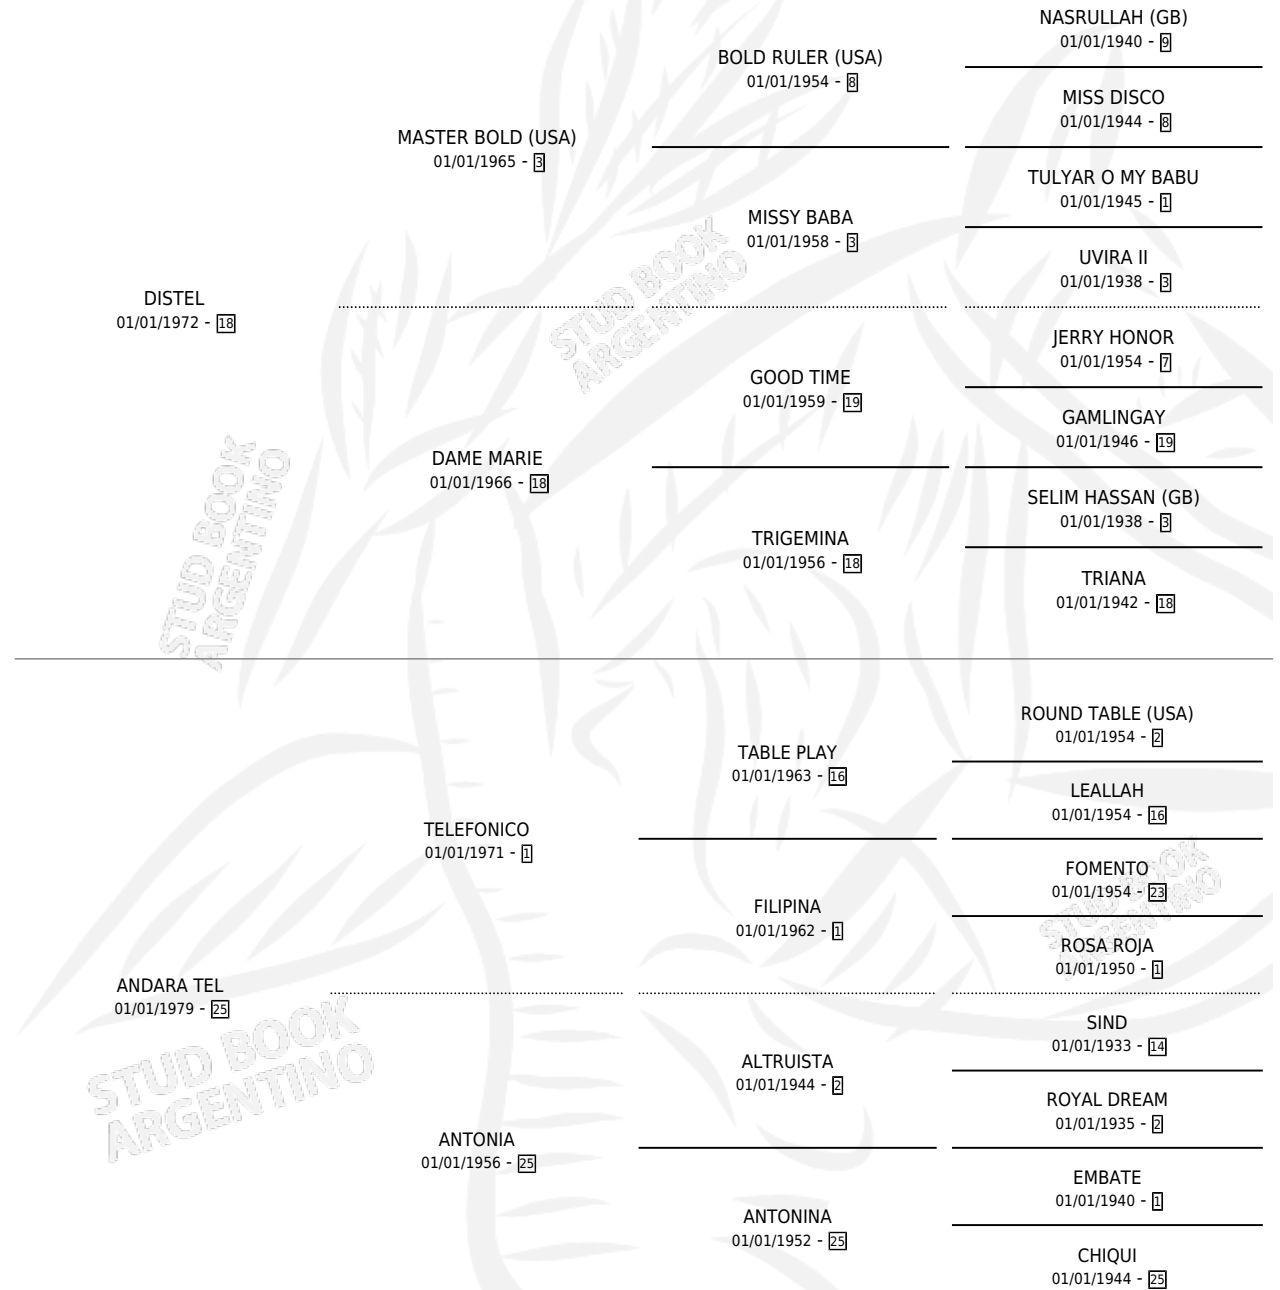 NASRULLAH (GB)
01/01/1940 - 9
BOLD RULER (USA)
01/01/1954 - 8
MISS DISCO
01/01/1944 - 8
MASTER BOLD (USA)
01/01/1965 - 3
TULYAR O MY BABU
01/01/1945 - 1
MISSY BABA
01/01/1958 - 3
UVIRA II
01/01/1938 - 3
DISTEL
01/01/1972 - 18
JERRY HONOR
01/01/1954 - 7
GOOD TIME
01/01/1959 - 19
GAMLINGAY
01/01/1946 - 19
DAME MARIE
01/01/1966 - 18
SELIM HASSAN (GB)
01/01/1938 - 3
TRIGEMINA
01/01/1956 - 18
TRIANA
01/01/1942 - 18
STUD BOOK
ARGENTINO
STUD BOOK
ARGENTINO
ROUND TABLE (USA)
01/01/1954 - 2
TABLE PLAY
01/01/1963 - 16
LEALLAH
01/01/1954 - 16
TELEFONICO
01/01/1971 - 1
FOMENTO
01/01/1954 - 23
FILIPINA
01/01/1962 - 1
ROSA ROJA
01/01/1950 - 1
ANDARA TEL
01/01/1979 - 25
SIND
01/01/1933 - 14
ALTRUISTA
01/01/1944 - 2
ROYAL DREAM
01/01/1935 - 2
ANTONIA
01/01/1956 - 25
EMBATE
01/01/1940 - 1
ANTONINA
01/01/1952 - 25
CHIQUI
01/01/1944 - 25
STUD BOOK
ARGENTINO
STUD BOOK
ARGENTINO